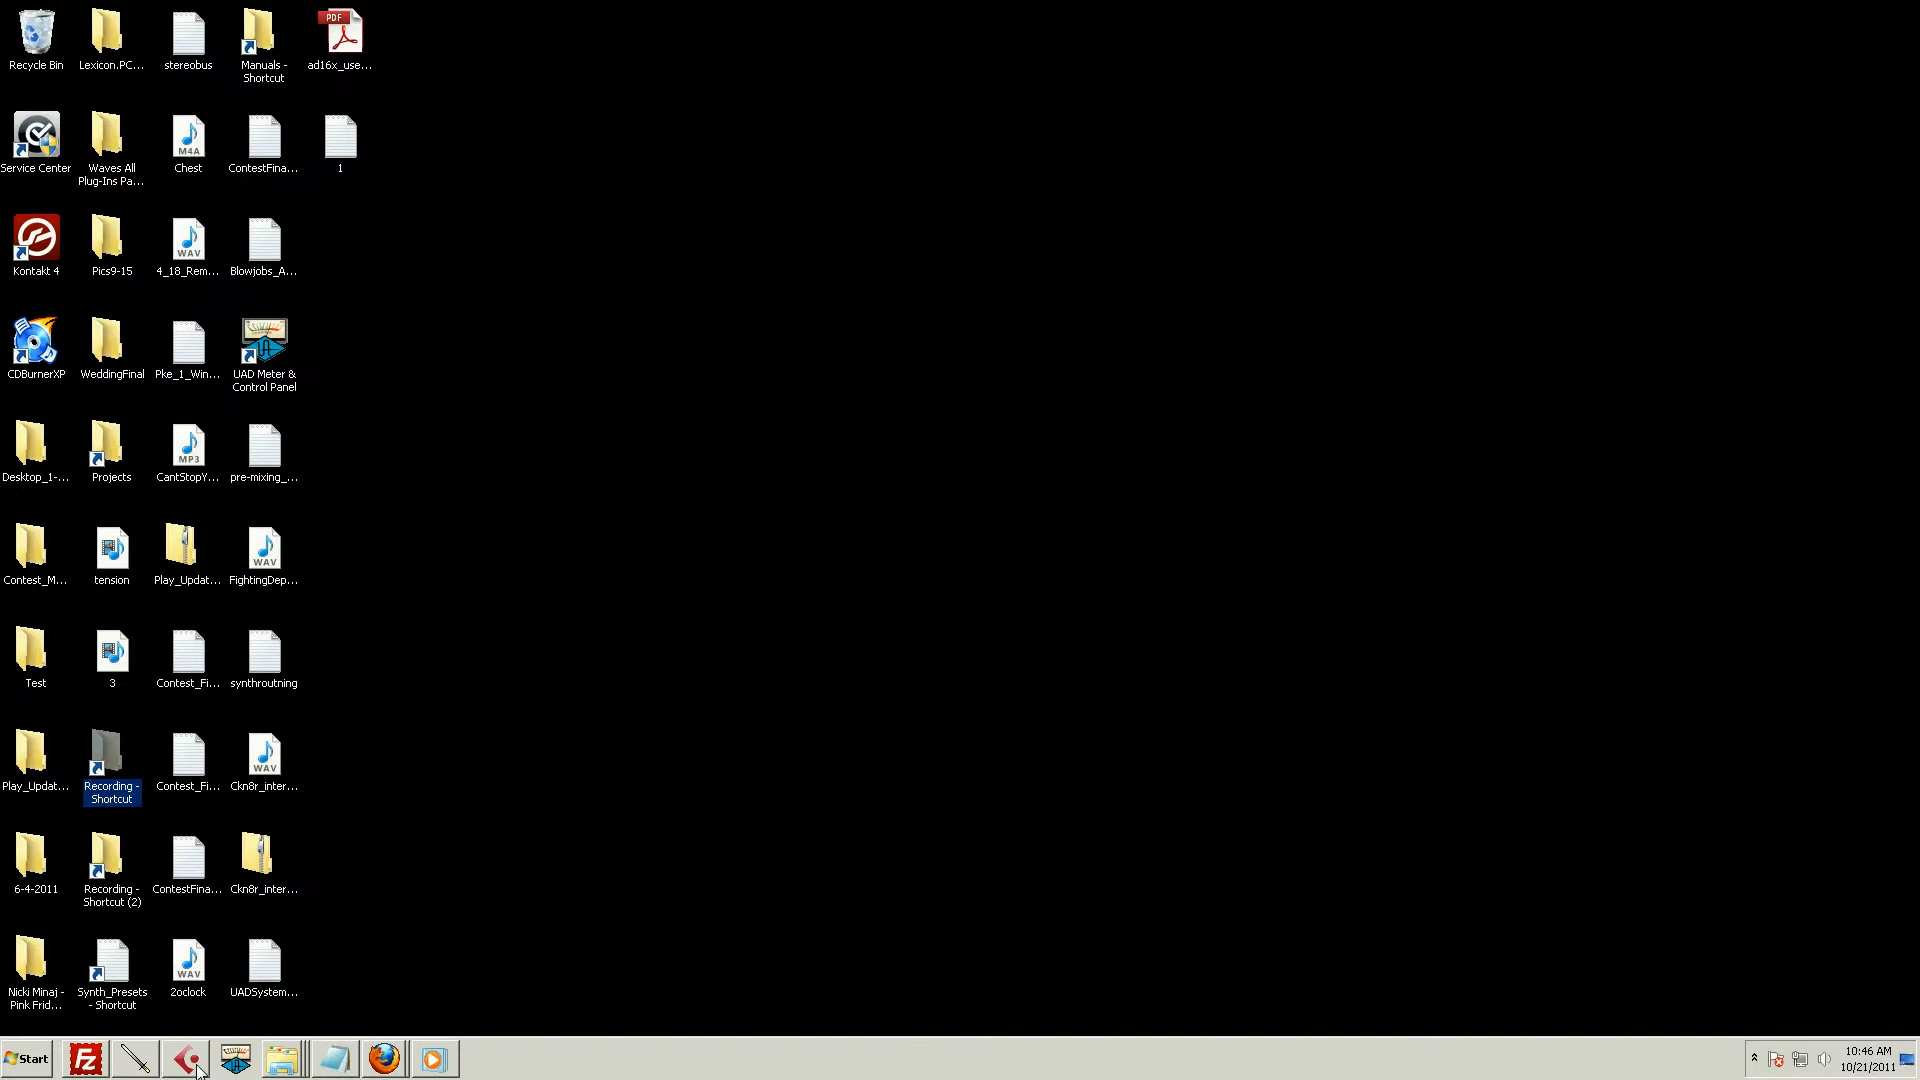 Recycle Bin
Lexicon.PC...
stereobus
Manuals -
Shortcut
PDF
ad16x_use...
Service Center
Waves All
Plug-Ins Pa...
M4A
Chest
ContestFina...
1
Kontakt 4
Pics9-15
WAV
4_18_Rem...
Blowjobs_A...
CDBurnerXP
WeddingFinal
Pke_1_Win...
UAD Meter &
Control Panel
Desktop_1-...
Projects
MP3
CantStopY...
pre-mixing_...
Contest_M...
tension
Play_Updat...
WAV
FightingDep...
Test
3
Contest_Fi...
synthroutning
Play_Updat...
Recording -
Shortcut
Contest_Fi...
WAV
Ckn8r_inter...
6-4-2011
Recording -
Shortcut (2)
ContestFina...
Ckn8r_inter...
Nicki Minaj -
Pink Frid...
Synth_Presets
- Shortcut
WAV
2oclock
UADSystem...
Start
Fz
10:46 AM
10/21/2011